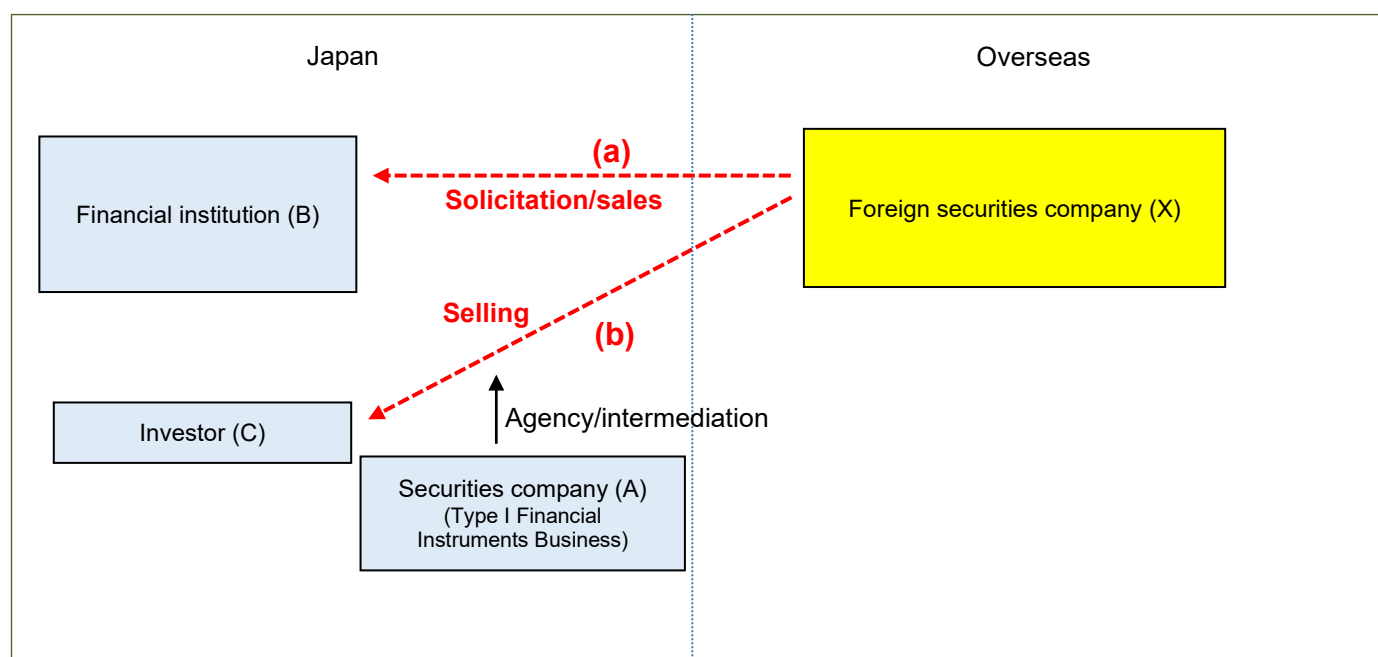 Japan
Overseas
(a)
Solicitation/sales
Financial institution (B)
Foreign securities company (X)
Selling
(b)
Agency/intermediation
Investor (C)
Securities company (A)
(Type I Financial
Instruments Business)